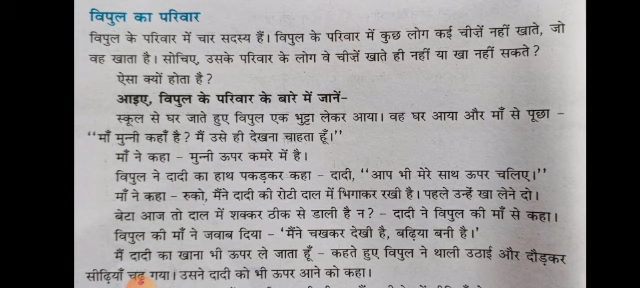 विपुल का परिवार
विपुल के परिवार में चार सदस्य हैं। विपुल के परिवार में कुछ लोग कई चीज़ें नहीं खाते, जो
वह खाता है। सोचिए, उसके परिवार के लोग वे चीज़ें खाते ही नहीं या खा नहीं सकते?
ऐसा क्यों होता है?
आइए, विपुल के परिवार के बारे में जानें–
स्कूल से घर जाते हुए विपुल एक भुट्टा लेकर आया। वह घर आया और माँ से पूछा –
“माँ मुन्नी कहाँ है? मैं उसे ही देखना चाहता हूँ।”
माँ ने कहा – मुन्नी ऊपर कमरे में है।
विपुल ने दादी का हाथ पकड़कर कहा – दादी, “आप भी मेरे साथ ऊपर चलिए।”
माँ ने कहा – रुको, मैंने दादी की रोटी दाल में भिगाकर रखी है। पहले उन्हें खा लेने दो।
बेटा आज तो दाल में शक्कर ठीक से डाली है न? – दादी ने विपुल की माँ से कहा।
विपुल की माँ ने जवाब दिया – ‘मैंने चखकर देखी है, बढ़िया बनी है।’
मैं दादी का खाना भी ऊपर ले जाता हूँ – कहते हुए विपुल ने थाली उठाई और दौड़कर
सीढ़ियाँ चढ़ गया। उसने दादी को भी ऊपर आने को कहा।